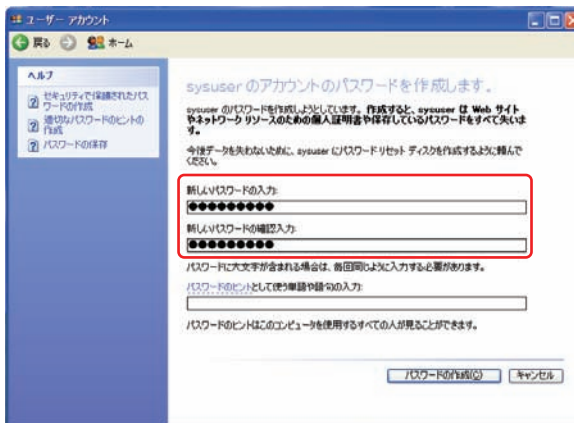 ユーザー アカウント
戻る
ホーム
ヘルプ
セキュリティで保護されたパス
ワードの作成
適切なパスワードのヒントの
作成
パスワードの保存
sysuser のアカウントのパスワードを作成します。
sysuser のパスワードを作成しようとしています。作成すると、sysuser は Web サイト
やネットワーク リソースのための個人証明書や保存しているパスワードをすべて失いま
す。
今後データを失わないために、sysuser にパスワード リセット ディスクを作成するように頼んで
ください。
新しいパスワードの入力:
●●●●●●●●●
新しいパスワードの確認入力:
●●●●●●●●●
パスワードに大文字が含まれる場合は、毎回同じように入力する必要があります。
パスワードのヒントとして使う単語や語句の入力:
パスワードのヒントはこのコンピュータを使用するすべての人が見ることができます。
パスワードの作成(C)
キャンセル